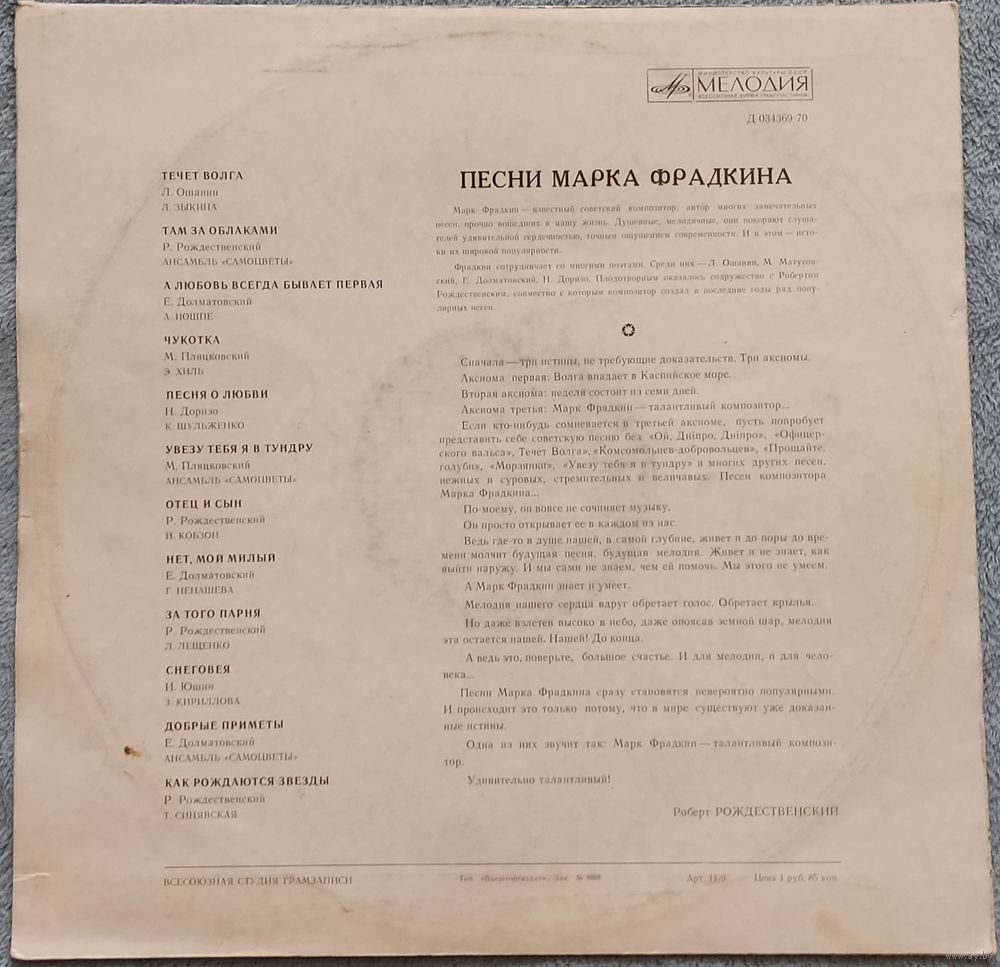 МИНИСТЕРСТВО КУЛЬТУРЫ СССР
МЕЛОДИЯ
ВСЕСОЮЗНАЯ ФИРМА ГРАМПЛАСТИНОК
Д 034369-70
ТЕЧЕТ ВОЛГА
Л. Ошанин
Л. ЗЫКИНА
ТАМ ЗА ОБЛАКАМИ
Р. Рождественский
АНСАМБЛЬ «САМОЦВЕТЫ»
А ЛЮБОВЬ ВСЕГДА БЫВАЕТ ПЕРВАЯ
Е. Долматовский
А. ИОШПЕ
ЧУКОТКА
М. Пляцковский
Э. ХИЛЬ
ПЕСНЯ О ЛЮБВИ
Н. Доризо
К. ШУЛЬЖЕНКО
УВЕЗУ ТЕБЯ Я В ТУНДРУ
М. Пляцковский
АНСАМБЛЬ «САМОЦВЕТЫ»
ОТЕЦ И СЫН
Р. Рождественский
И. КОБЗОН
НЕТ, МОЙ МИЛЫЙ
Е. Долматовский
Г. НЕНАШЕВА
ЗА ТОГО ПАРНЯ
Р. Рождественский
Л. ЛЕЩЕНКО
СНЕГОВЕЯ
И. Юшин
З. КИРИЛЛОВА
ДОБРЫЕ ПРИМЕТЫ
Е. Долматовский
АНСАМБЛЬ «САМОЦВЕТЫ»
КАК РОЖДАЮТСЯ ЗВЕЗДЫ
Р. Рождественский
Т. СИНЯВСКАЯ
ПЕСНИ МАРКА ФРАДКИНА
Марк Фрадкин — известный советский композитор, автор многих замечательных
песен, прочно вошедших в нашу жизнь. Душевные, мелодичные, они покоряют слуша-
телей удивительной сердечностью, точным ощущением современности. И в этом — исто-
ки их широкой популярности.
Фрадкин сотрудничает со многими поэтами. Среди них — Л. Ошанин, М. Матусов-
ский, Е. Долматовский, Н. Доризо. Плодотворным оказалось содружество с Робертом
Рождественским, совместно с которым композитор создал в последние годы ряд попу-
лярных песен.
Сначала — три истины, не требующие доказательств. Три аксиомы.
Аксиома первая: Волга впадает в Каспийское море.
Вторая аксиома: неделя состоит из семи дней.
Аксиома третья: Марк Фрадкин — талантливый композитор...
Если кто-нибудь сомневается в третьей аксиоме, пусть попробует
представить себе советскую песню без «Ой, Дніпро, Дніпро», «Офицер-
ского вальса», Течет Волга», «Комсомольцев-добровольцев», «Прощайте,
голуби», «Морзянки», «Увезу тебя я в тундру» и многих других песен,
нежных и суровых, стремительных и величавых. Песен композитора
Марка Фрадкина...
По-моему, он вовсе не сочиняет музыку.
Он просто открывает ее в каждом из нас.
Ведь где-то в душе нашей, в самой глубине, живет и до поры до вре-
мени молчит будущая песня, будущая мелодия. Живет и не знает, как
выйти наружу. И мы сами не знаем, чем ей помочь. Мы этого не умеем.
А Марк Фрадкин знает и умеет.
Мелодия нашего сердца вдруг обретает голос. Обретает крылья.
Но даже взлетев высоко в небо, даже опоясав земной шар, мелодия
эта остается нашей. Нашей! До конца.
А ведь это, поверьте, большое счастье. И для мелодии, и для чело-
века...
Песни Марка Фрадкина сразу становятся невероятно популярными.
И происходит это только потому, что в мире существуют уже доказан-
ные истины.
Одна из них звучит так: Марк Фрадкин — талантливый компози-
тор.
Удивительно талантливый!
Роберт РОЖДЕСТВЕНСКИЙ
ВСЕСОЮЗНАЯ СТУДИЯ ГРАМЗАПИСИ
Тип. «Внешторгиздат» Зак. № 8888
Арт. 11-9
Цена 1 руб. 85 коп.
www.ay.by